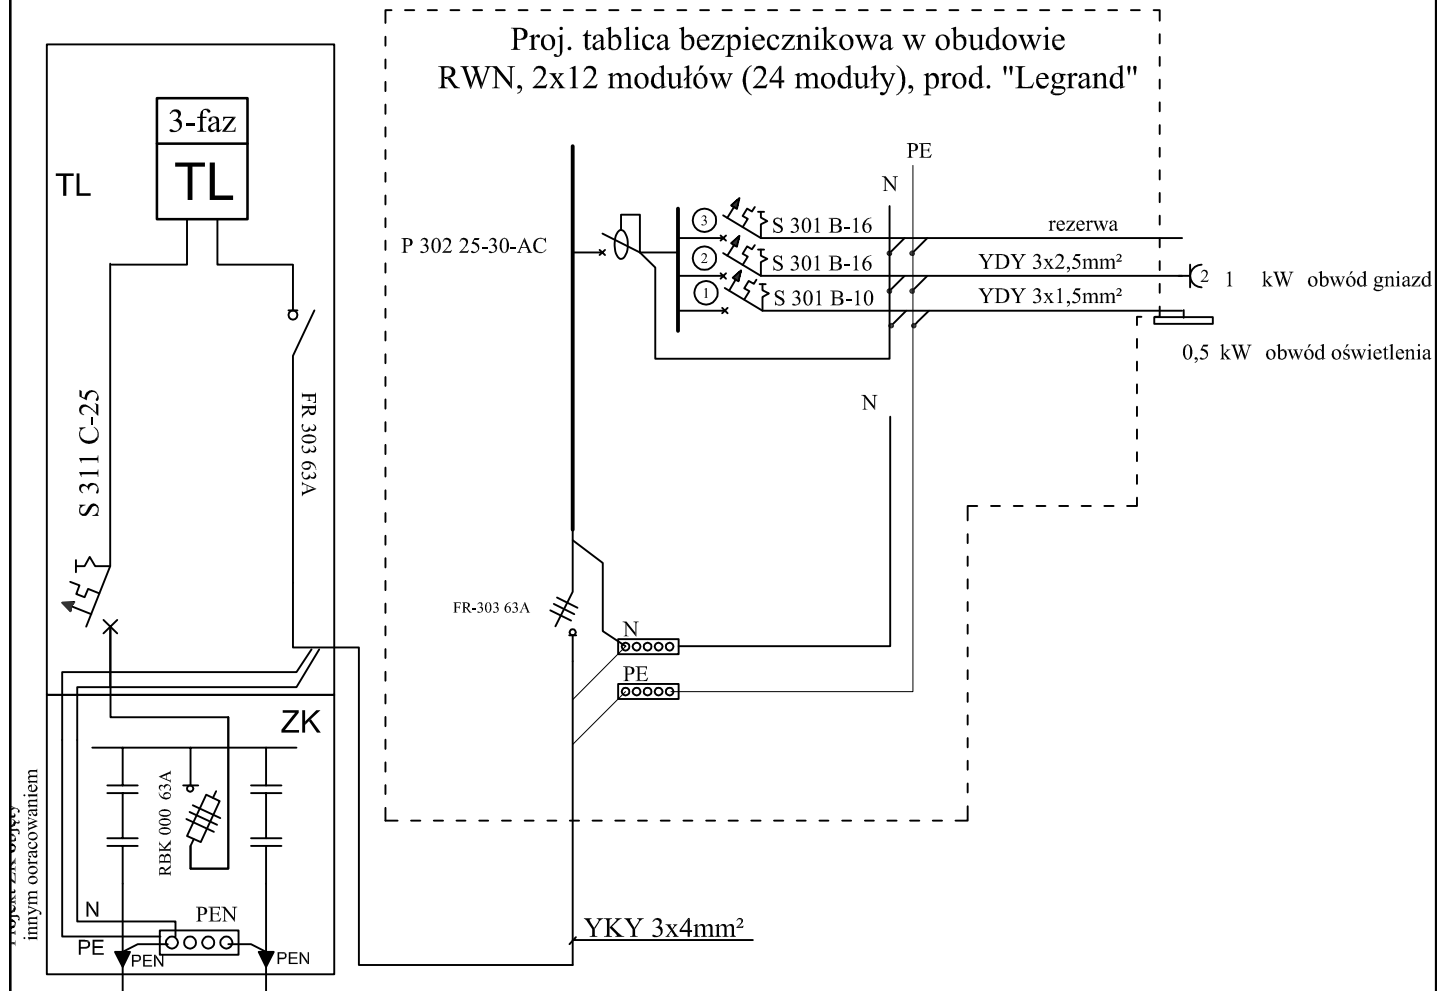 Proj. tablica bezpiecznikowa w obudowie
RWN, 2x12 modułów (24 moduły), prod. "Legrand"
3-faz
TL
TL
S 311 C-25
FR 303 63A
ZK
RBK 000 63A
N
PE
PEN
PEN
PEN
innym ooracowaniem
P 302 25-30-AC
PE
N
3
S 301 B-16
rezerwa
2
S 301 B-16
YDY 3x2,5mm²
2 1 kW obwód gniazd
1
S 301 B-10
YDY 3x1,5mm²
0,5 kW obwód oświetlenia
N
FR-303 63A
N
PE
YKY 3x4mm²